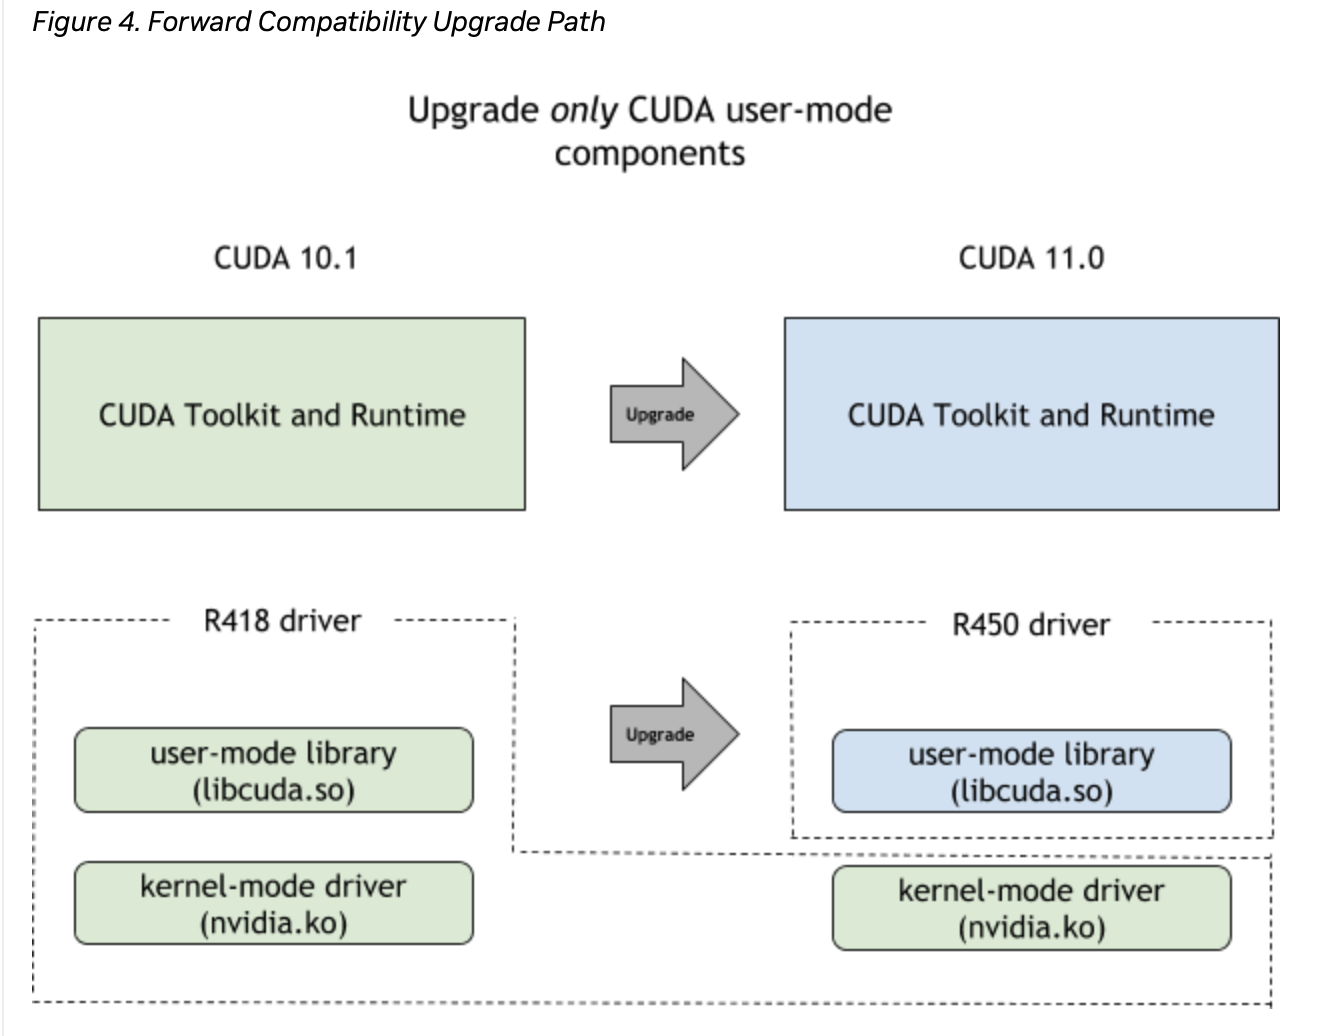 Figure 4. Forward Compatibility Upgrade Path
Upgrade only CUDA user-mode
components
CUDA 10.1
CUDA 11.0
CUDA Toolkit and Runtime
Upgrade
CUDA Toolkit and Runtime
R418 driver
R450 driver
user-mode library
(libcuda.so)
Upgrade
user-mode library
(libcuda.so)
kernel-mode driver
(nvidia.ko)
kernel-mode driver
(nvidia.ko)